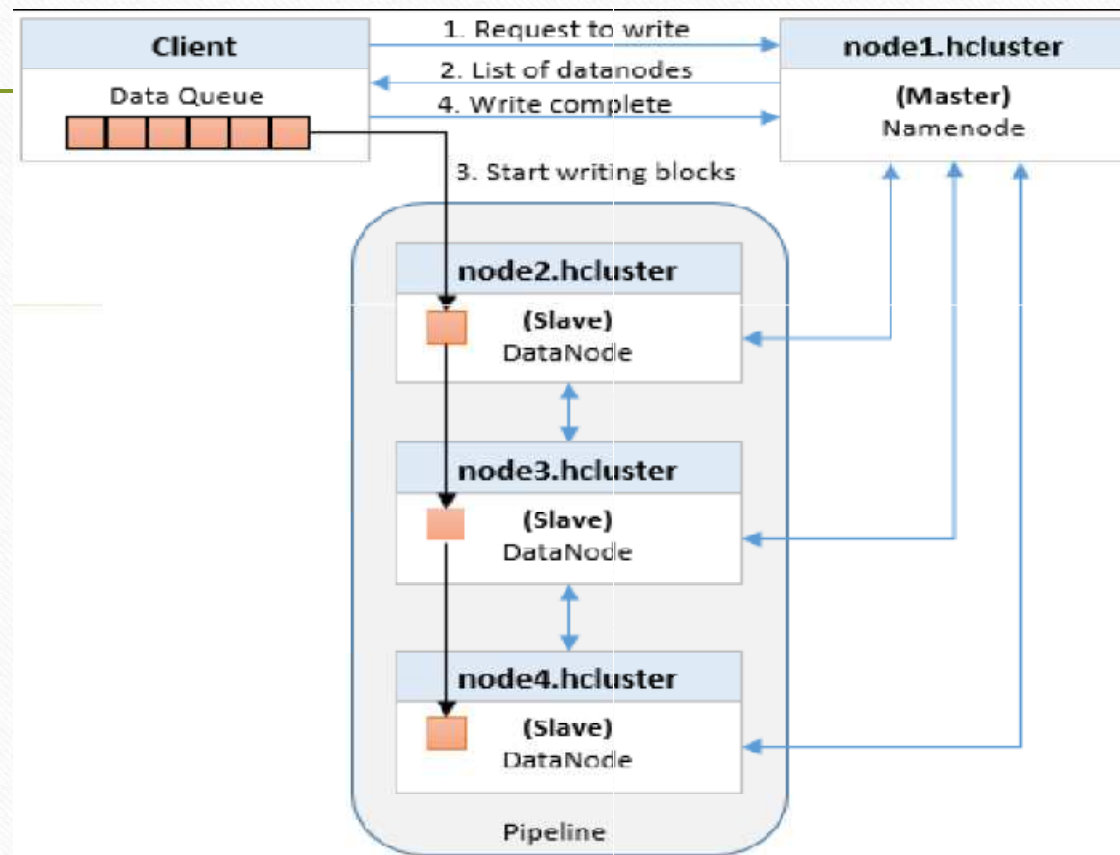 Client
Data Queue
1. Request to write
2. List of datanodes
4. Write complete
node1.hcluster
(Master)
Namenode
3. Start writing blocks
node2.hcluster
(Slave)
DataNode
node3.hcluster
(Slave)
DataNode
node4.hcluster
(Slave)
DataNode
Pipeline